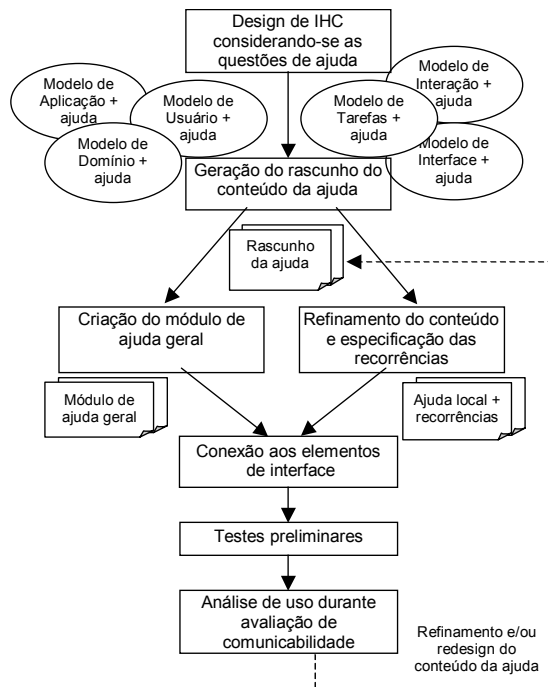 Design de IHC
considerando-se as
questões de ajuda
Modelo de
Aplicação +
ajuda
Modelo de
Usuário +
ajuda
Modelo de
Domínio +
ajuda
Modelo de
Interação +
ajuda
Modelo de
Tarefas +
ajuda
Modelo de
Interface +
ajuda
Geração do rascunho do
conteúdo da ajuda
Rascunho
da ajuda
Criação do módulo de
ajuda geral
Refinamento do conteúdo
e especificação das
recorrências
Módulo de
ajuda geral
Ajuda local +
recorrências
Conexão aos elementos
de interface
Testes preliminares
Análise de uso durante
avaliação de
comunicabilidade
Refinamento e/ou
redesign do
conteúdo da ajuda